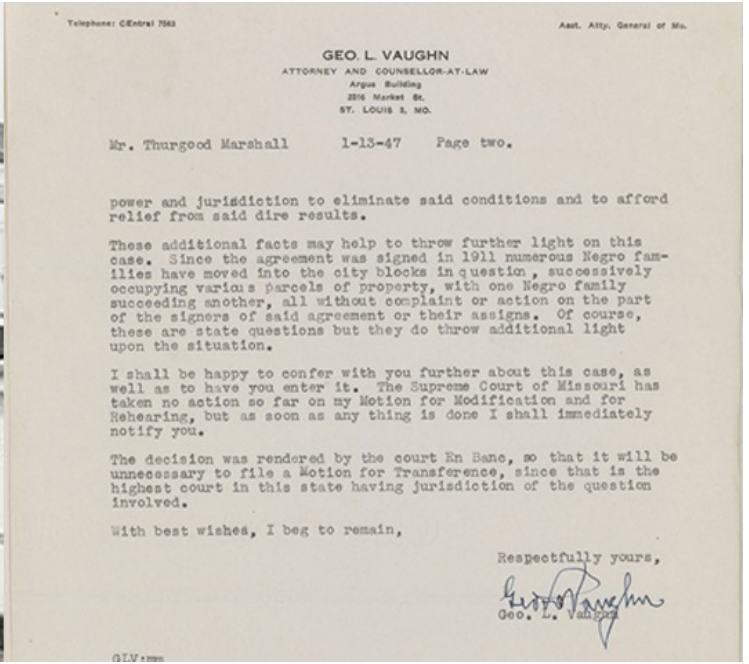 Telephone: CEntral 7563
Asst. Atty. General of Mo.
GEO. L. VAUGHN
ATTORNEY AND COUNSELLOR-AT-LAW
Argus Building
2316 Market St.
ST. LOUIS 3, MO.
Mr. Thurgood Marshall 1-13-47 Page two.
power and jurisdiction to eliminate said conditions and to afford
relief from said dire results.
These additional facts may help to throw further light on this
case. Since the agreement was signed in 1911 numerous Negro fam-
ilies have moved into the city blocks in question, successively
occupying various parcels of property, with one Negro family
succeeding another, all without complaint or action on the part
of the signers of said agreement or their assigns. Of course,
these are state questions but they do throw additional light
upon the situation.
I shall be happy to confer with you further about this case, as
well as to have you enter it. The Supreme Court of Missouri has
taken no action so far on my Motion for Modification and for
Rehearing, but as soon as any thing is done I shall immediately
notify you.
The decision was rendered by the court En Banc, so that it will be
unnecessary to file a Motion for Transference, since that is the
highest court in this state having jurisdiction of the question
involved.
With best wishes, I beg to remain,
Respectfully yours,
Geo L Vaughn
Geo. L. Vaughn
GLV:mm